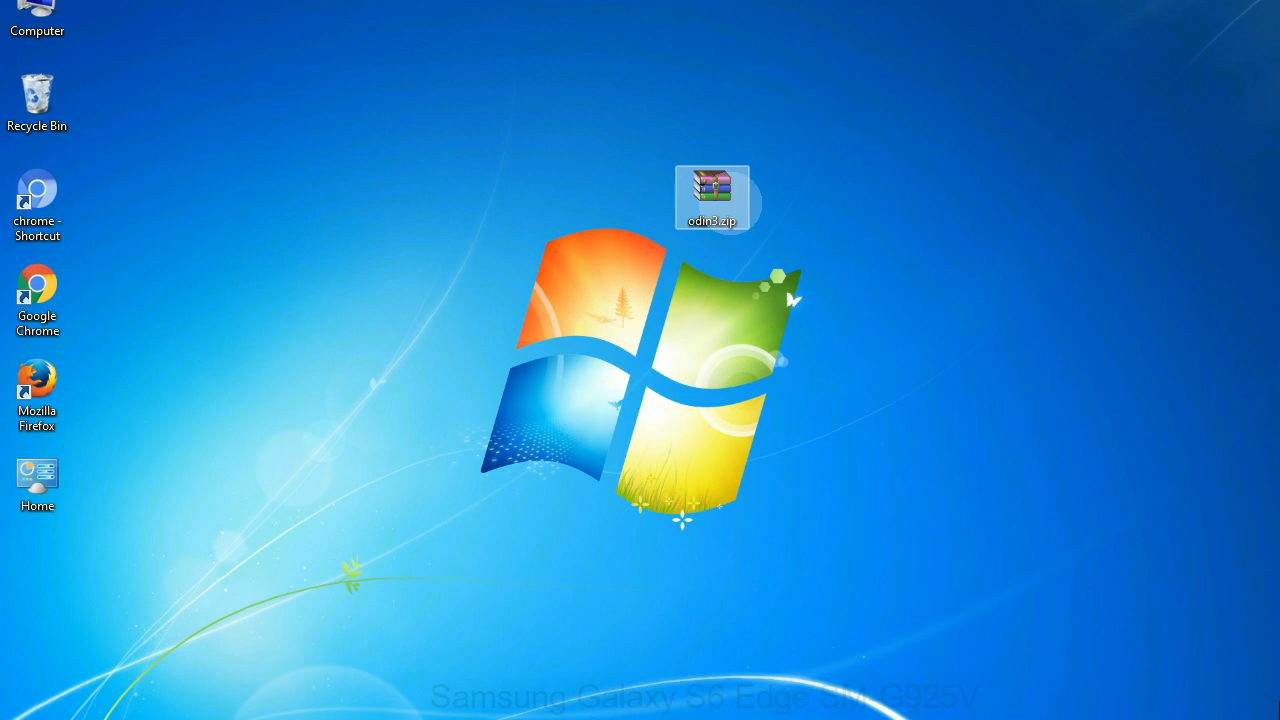 Computer
Recycle Bin
chrome -
Shortcut
Google
Chrome
Mozilla
Firefox
Home
odin3.zip
Samsung Galaxy S6 Edge SM-G925V